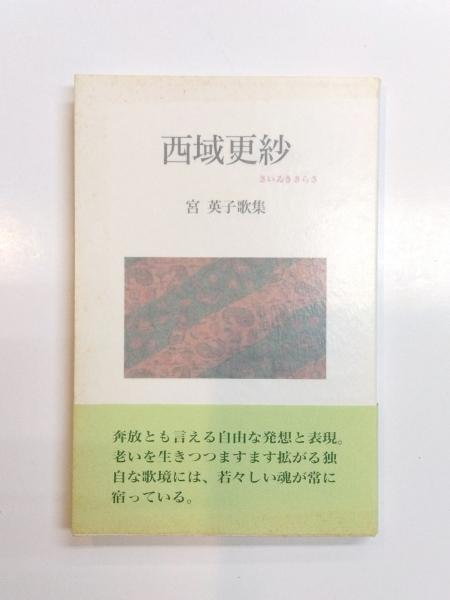 西域更紗
さいゐきさらさ
宮 英子歌集
奔放とも言える自由な発想と表現。
老いを生きつつますます拡がる独
自な歌境には、若々しい魂が常に
宿っている。